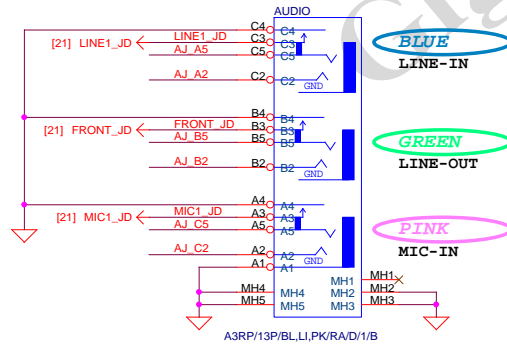 AUDIO
C4 C4
[21] LINE1_JD LINE1_JD C3 C3
AJ_A5 C5 C5
BLUE
LINE-IN
AJ_A2 C2 C2
GND
B4 B4
[21] FRONT_JD FRONT_JD B3 B3
AJ_B5 B5 B5
GREEN
LINE-OUT
AJ_B2 B2 B2
GND
A4 A4
[21] MIC1_JD MIC1_JD A3 A3
AJ_C5 A5 A5
PINK
MIC-IN
AJ_C2 A2 A2
GND
A1 A1
MH1 MH1
MH4 MH4 MH2 MH2
MH5 MH5 MH3 MH3
A3RP/13P/BL,LI,PK/RA/D/1/B